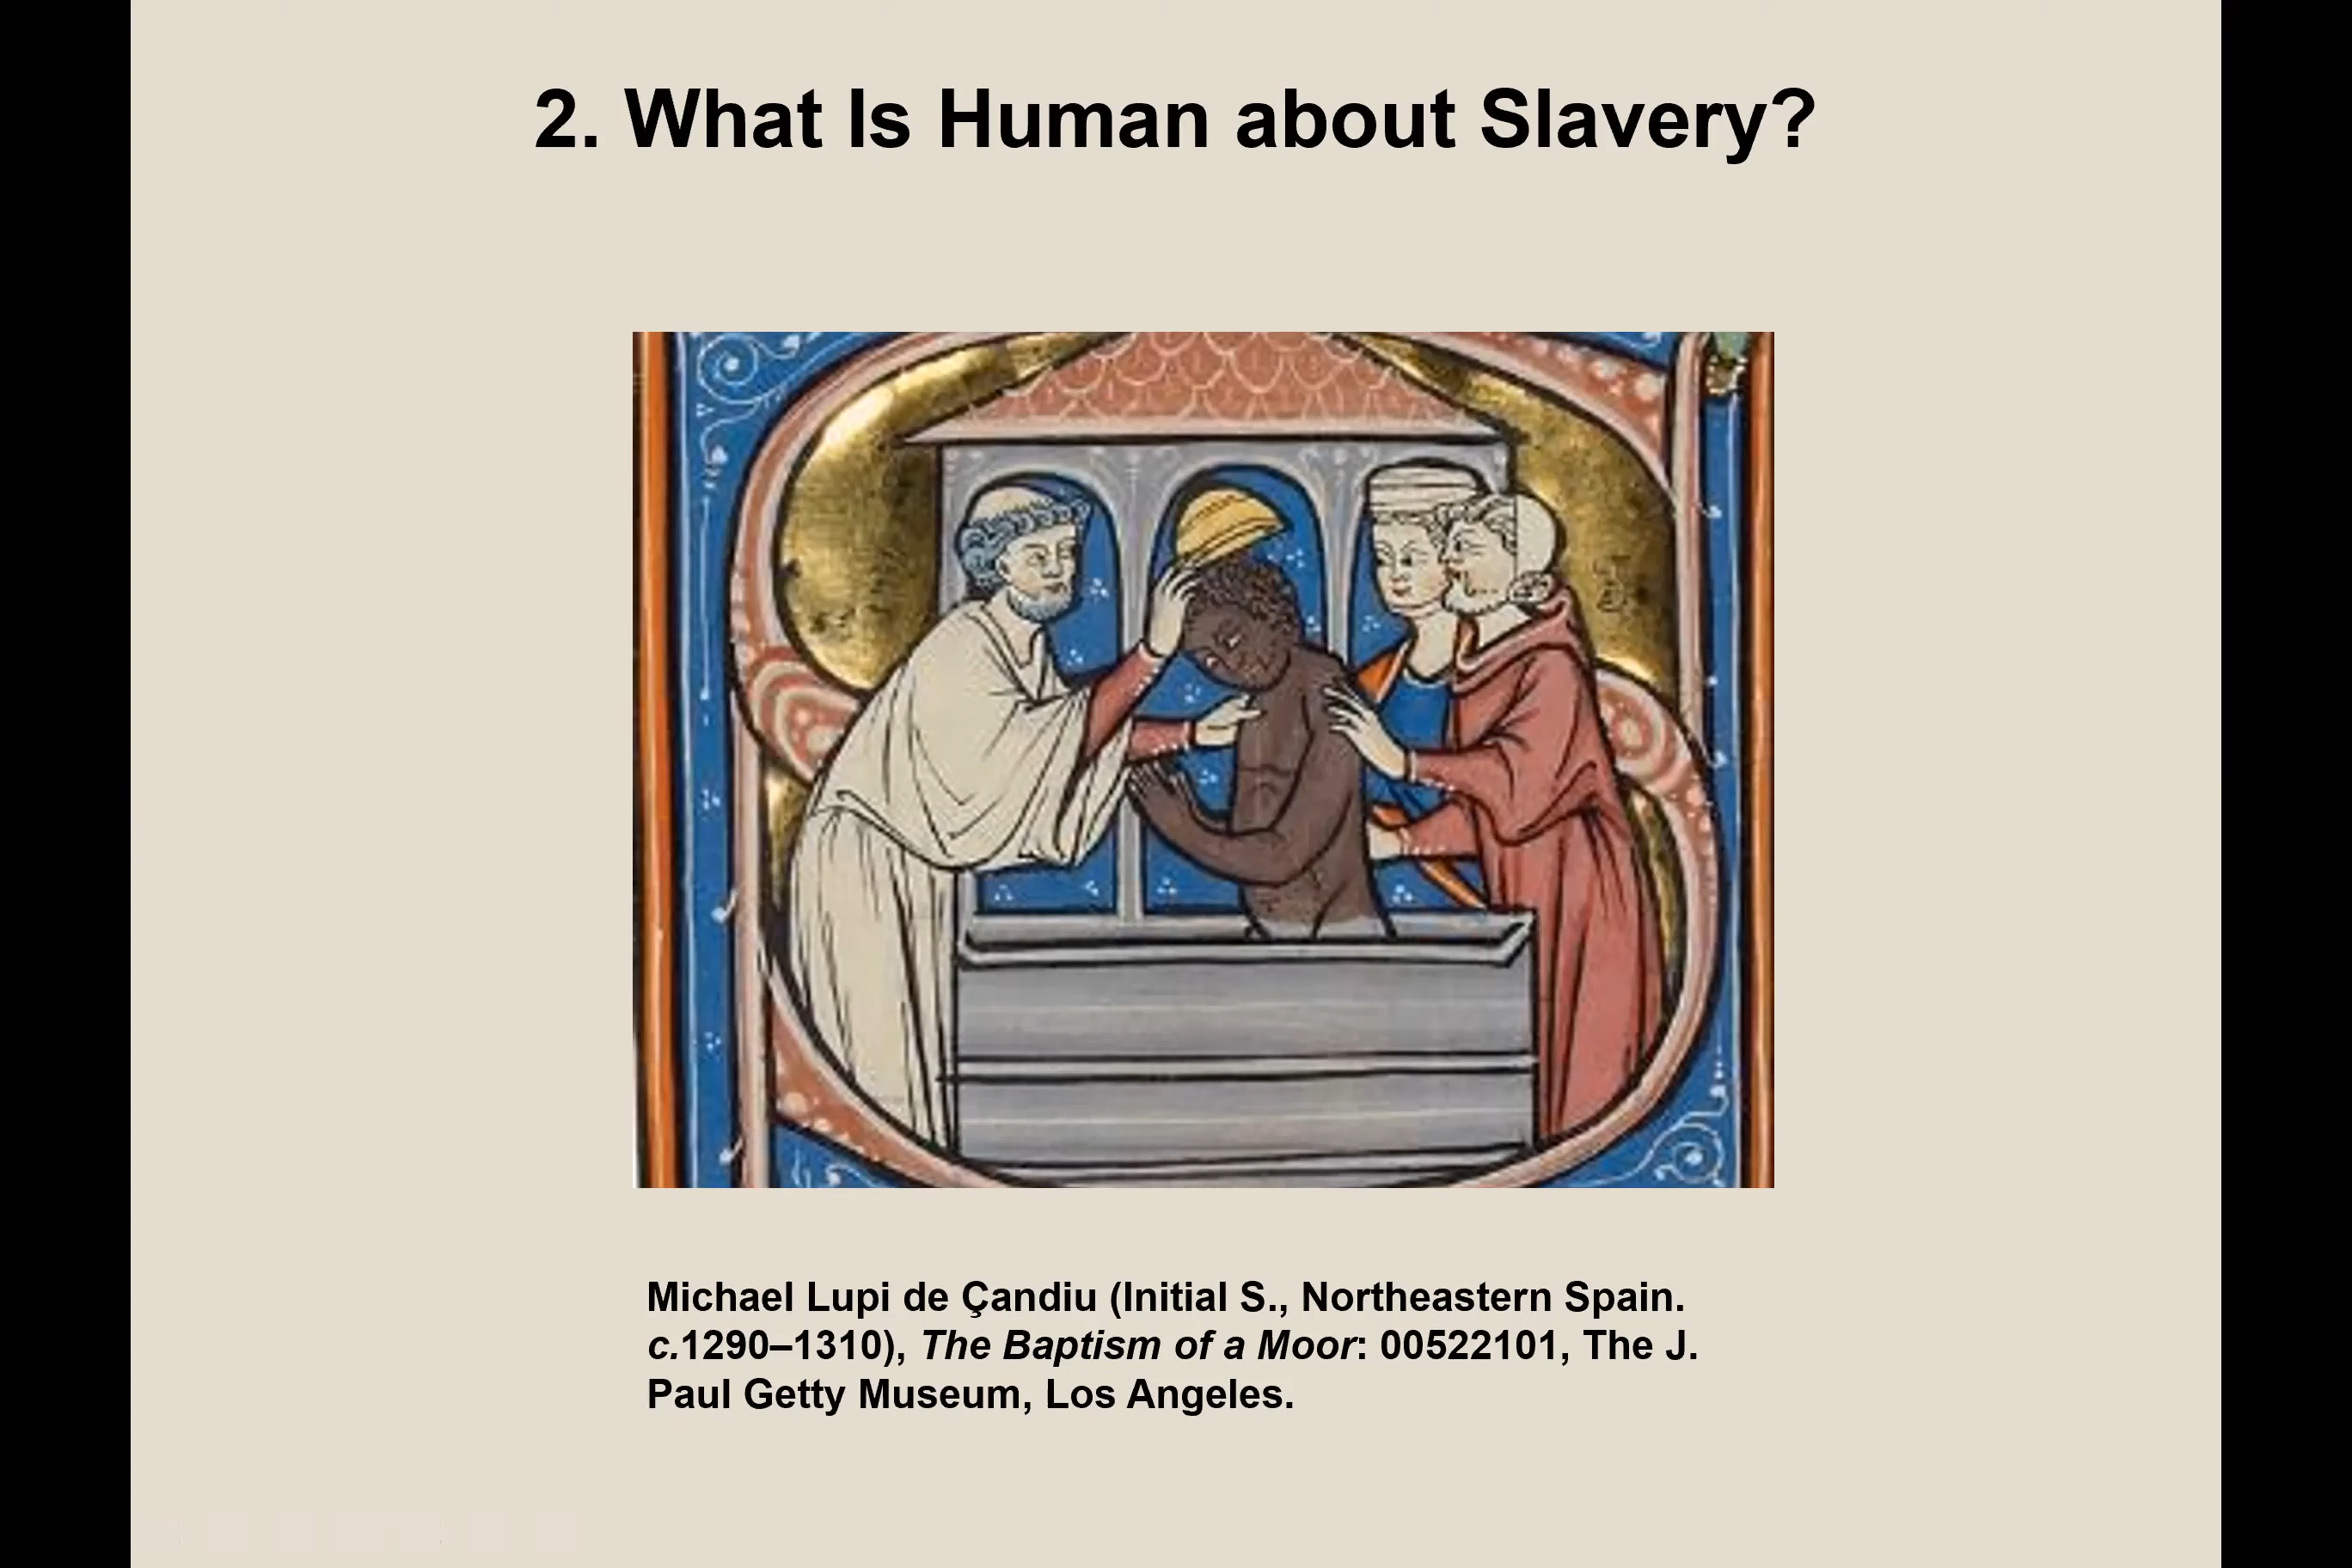 2. What Is Human about Slavery?
Michael Lupi de Çandiu (Initial S., Northeastern Spain.
c.1290–1310), The Baptism of a Moor: 00522101, The J.
Paul Getty Museum, Los Angeles.